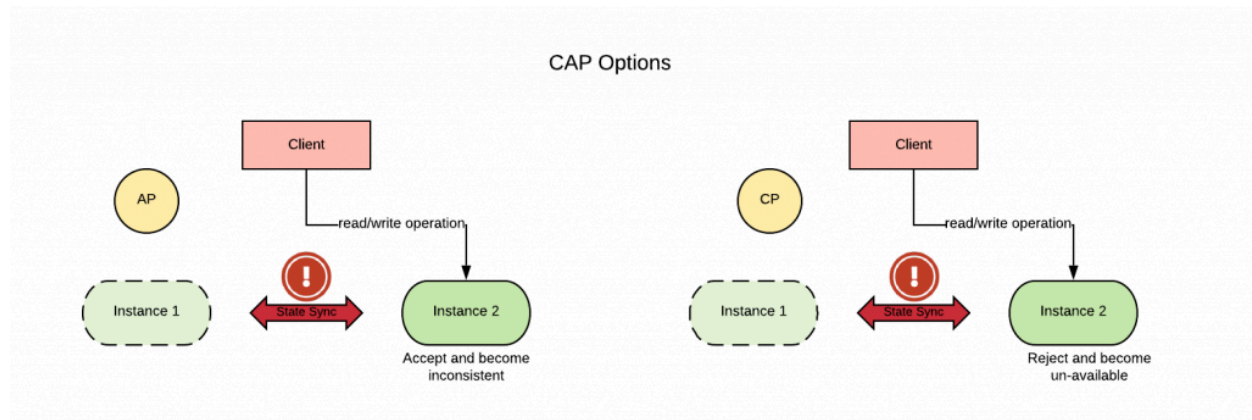 CAP Options
Client
AP
read/write operation
Instance 1
State Sync
Instance 2
Accept and become
inconsistent
Client
CP
read/write operation
Instance 1
State Sync
Instance 2
Reject and become
un-available